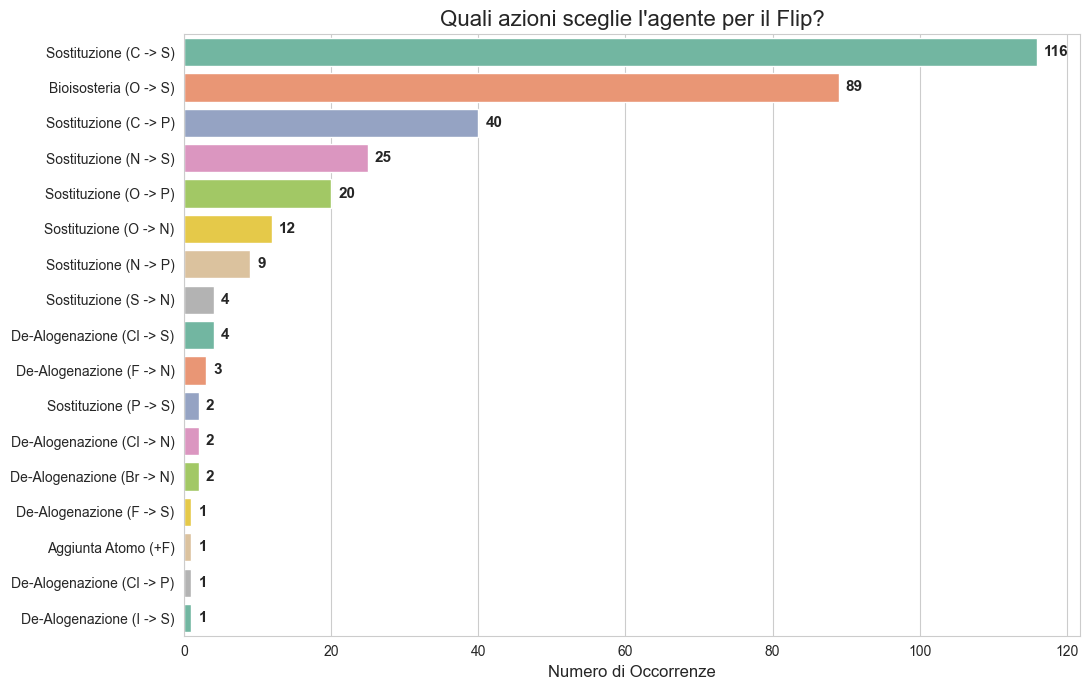 Quali azioni sceglie l'agente per il Flip?
Sostituzione (C -> S)
116
Bioisosteria (O -> S)
89
Sostituzione (C -> P)
40
Sostituzione (N -> S)
25
Sostituzione (O -> P)
20
Sostituzione (O -> N)
12
Sostituzione (N -> P)
9
Sostituzione (S -> N)
4
De-Alogenazione (Cl -> S)
4
De-Alogenazione (F -> N)
3
Sostituzione (P -> S)
2
De-Alogenazione (Cl -> N)
2
De-Alogenazione (Br -> N)
2
De-Alogenazione (F -> S)
1
Aggiunta Atomo (+F)
1
De-Alogenazione (Cl -> P)
1
De-Alogenazione (I -> S)
1
0 20 40 60 80 100 120
Numero di Occorrenze